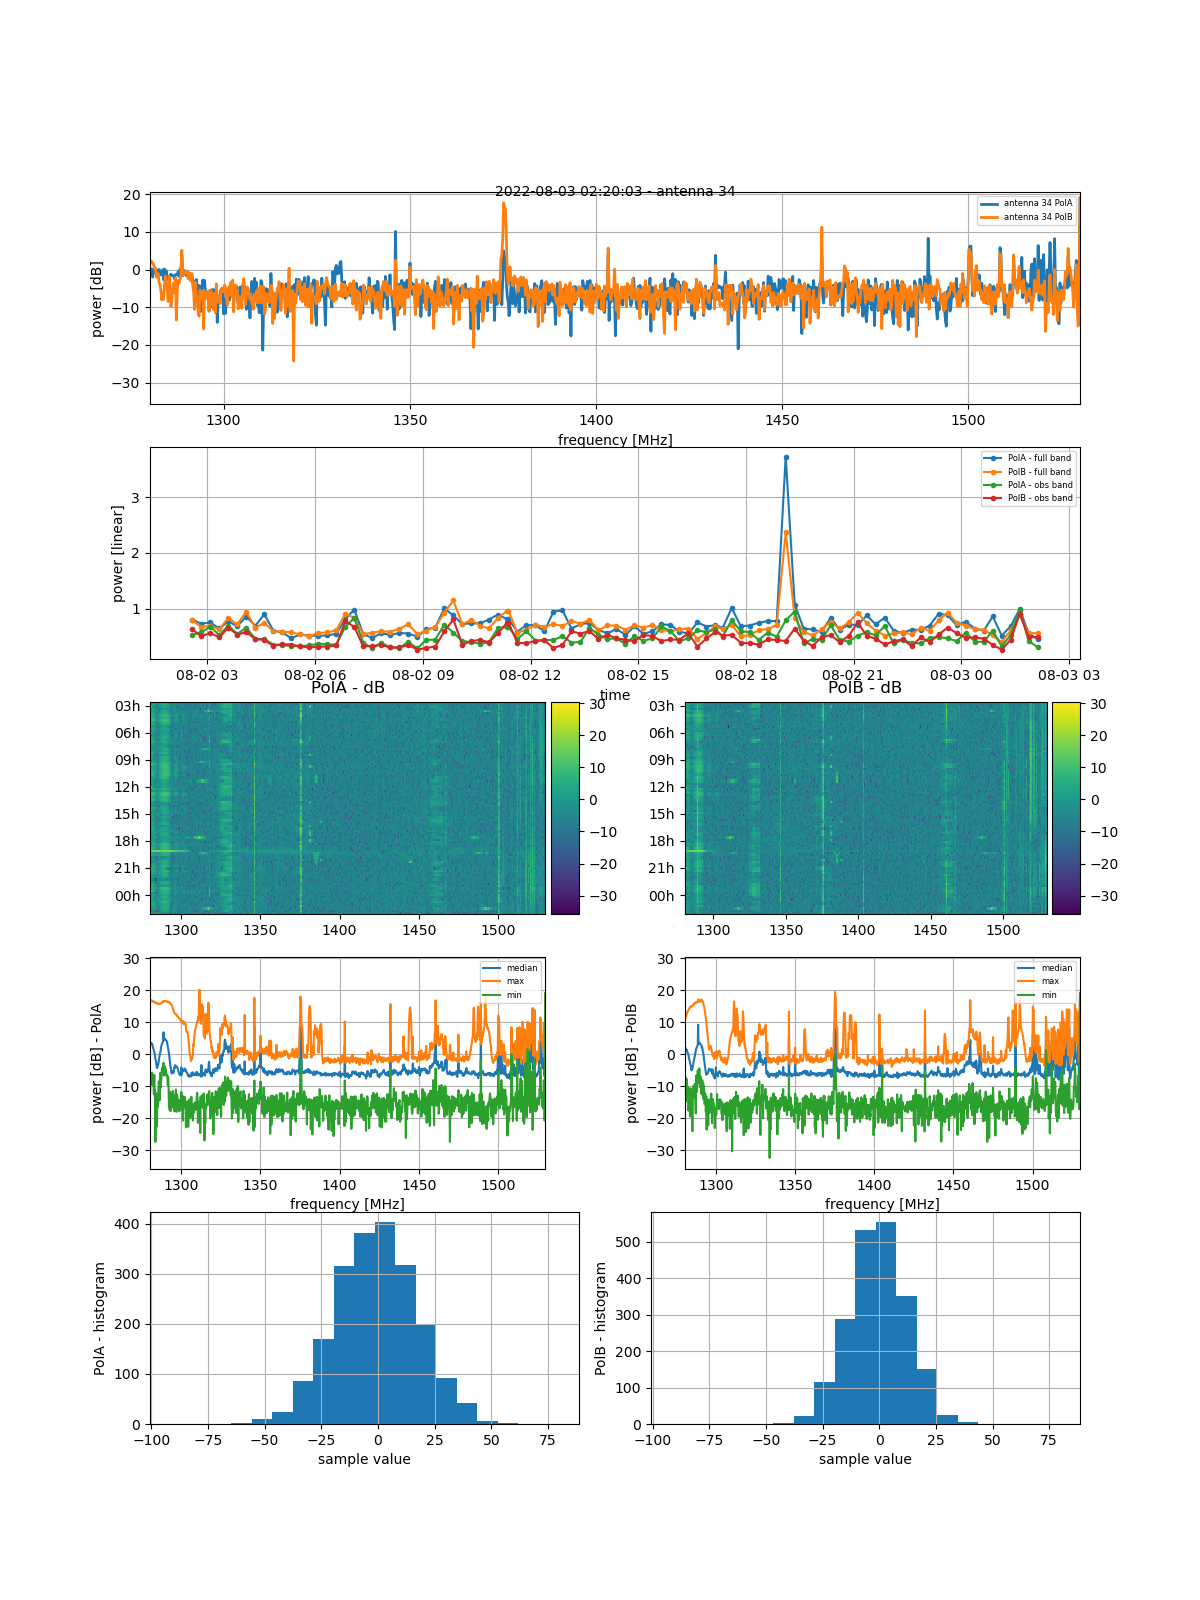 2022-08-03 02:20:03 - antenna 34
20
10
0
−10
−20
−30
power [dB]
antenna 34 PolA
antenna 34 PolB
1300 1350 1400 1450 1500
frequency [MHz]
3
2
1
power [linear]
PolA - full band
PolB - full band
PolA - obs band
PolB - obs band
08-02 03 08-02 06 08-02 09 08-02 12 08-02 15 08-02 18 08-02 21 08-03 00 08-03 03
time
PolA - dB
03h
06h
09h
12h
15h
18h
21h
00h
30
20
10
0
−10
−20
−30
1300 1350 1400 1450 1500
PolB - dB
03h
06h
09h
12h
15h
18h
21h
00h
30
20
10
0
−10
−20
−30
1300 1350 1400 1450 1500
30
20
10
0
−10
−20
−30
power [dB] - PolA
median
max
min
1300 1350 1400 1450 1500
frequency [MHz]
30
20
10
0
−10
−20
−30
power [dB] - PolB
median
max
min
1300 1350 1400 1450 1500
frequency [MHz]
400
300
200
100
0
PolA - histogram
−100 −75 −50 −25 0 25 50 75
sample value
500
400
300
200
100
0
PolB - histogram
−100 −75 −50 −25 0 25 50 75
sample value